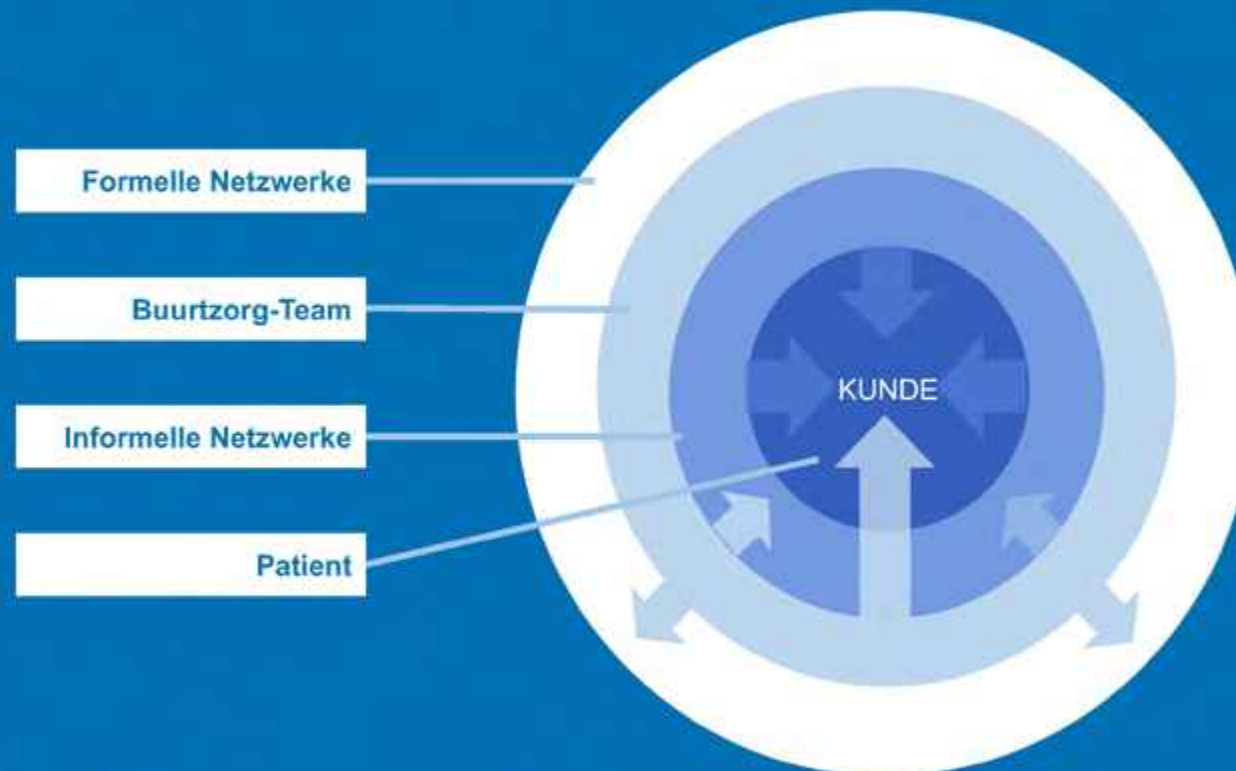 Formelle Netzwerke
Buurtzorg-Team
Informelle Netzwerke
Patient
KUNDE